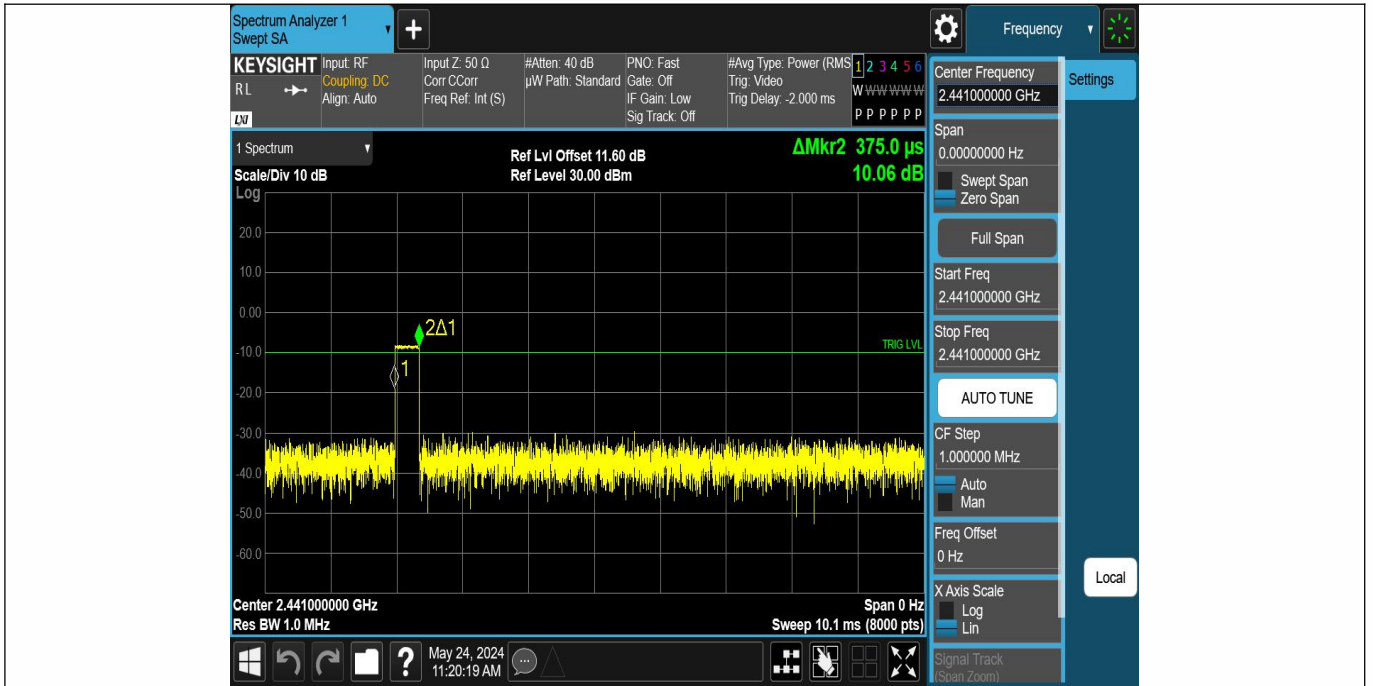 Spectrum Analyzer 1
Swept SA
Frequency
KEYSIGHT
RL
LXI
Input: RF
Coupling: DC
Align: Auto
Input Z: 50 Ω
Corr CCorr
Freq Ref: Int (S)
#Atten: 40 dB
µW Path: Standard
PNO: Fast
Gate: Off
IF Gain: Low
Sig Track: Off
#Avg Type: Power (RMS
Trig: Video
Trig Delay: -2.000 ms
1 2 3 4 5 6
W W W W W W
P P P P P P
1 Spectrum
Scale/Div 10 dB
Log
Ref Lvl Offset 11.60 dB
Ref Level 30.00 dBm
ΔMkr2 375.0 µs
10.06 dB
20.0
10.0
0.00
-10.0
-20.0
-30.0
-40.0
-50.0
-60.0
2Δ1
1
TRIG LVL
Center 2.441000000 GHz
Res BW 1.0 MHz
Span 0 Hz
Sweep 10.1 ms (8000 pts)
May 24, 2024
11:20:19 AM
Center Frequency
2.441000000 GHz
Settings
Span
0.00000000 Hz
Swept Span
Zero Span
Full Span
Start Freq
2.441000000 GHz
Stop Freq
2.441000000 GHz
AUTO TUNE
CF Step
1.000000 MHz
Auto
Man
Freq Offset
0 Hz
X Axis Scale
Log
Lin
Signal Track
(Span Zoom)
Local